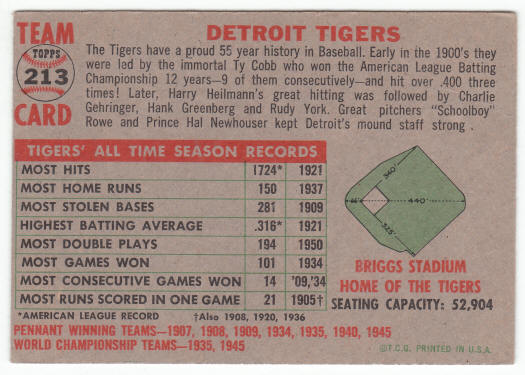 TEAM
TOPPS
213
CARD
DETROIT TIGERS
The Tigers have a proud 55 year history in Baseball. Early in the 1900's they
were led by the immortal Ty Cobb who won the American League Batting
Championship 12 years—9 of them consecutively—and hit over .400 three
times! Later, Harry Heilmann's great hitting was followed by Charlie
Gehringer, Hank Greenberg and Rudy York. Great pitchers "Schoolboy"
Rowe and Prince Hal Newhouser kept Detroit's mound staff strong.
TIGERS' ALL TIME SEASON RECORDS
MOST HITS 1724* 1921
MOST HOME RUNS 150 1937
MOST STOLEN BASES 281 1909
HIGHEST BATTING AVERAGE .316* 1921
MOST DOUBLE PLAYS 194 1950
MOST GAMES WON 101 1934
MOST CONSECUTIVE GAMES WON 14 '09,'34
MOST RUNS SCORED IN ONE GAME 21 1905†
*AMERICAN LEAGUE RECORD †Also 1908, 1920, 1936
PENNANT WINNING TEAMS—1907, 1908, 1909, 1934, 1935, 1940, 1945
WORLD CHAMPIONSHIP TEAMS—1935, 1945
340'
440'
325'
BRIGGS STADIUM
HOME OF THE TIGERS
SEATING CAPACITY: 52,904
©T.C.G. PRINTED IN U.S.A.